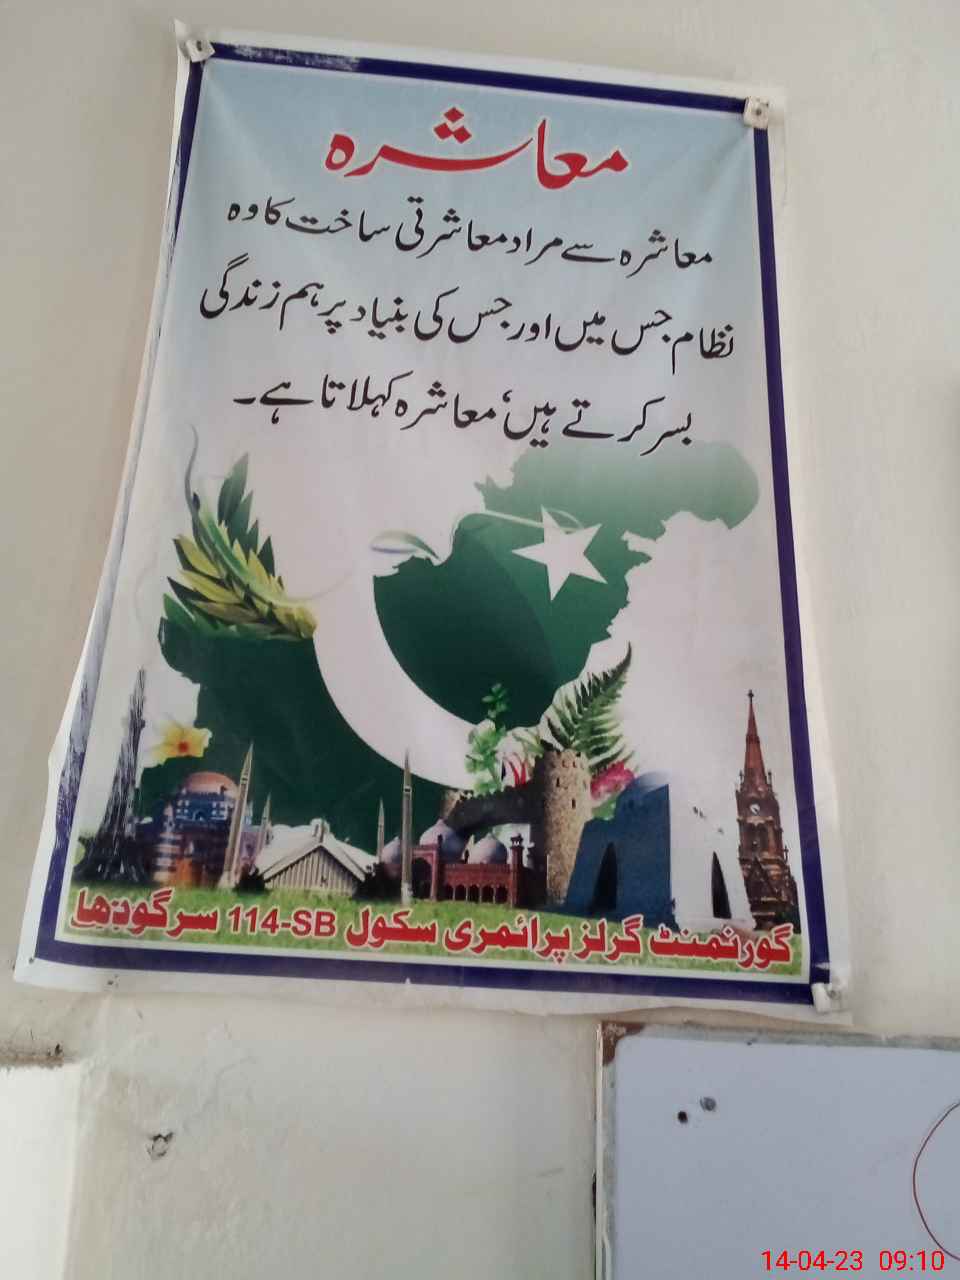 معاشرہ
معاشرہ سے مراد معاشرتی ساخت کا وہ
نظام جس میں اور جس کی بنیاد پر ہم زندگی
بسر کرتے ہیں، معاشرہ کہلاتا ہے۔
گورنمنٹ گرلز پرائمری سکول 114-SB سرگودھا
14-04-23 09:10